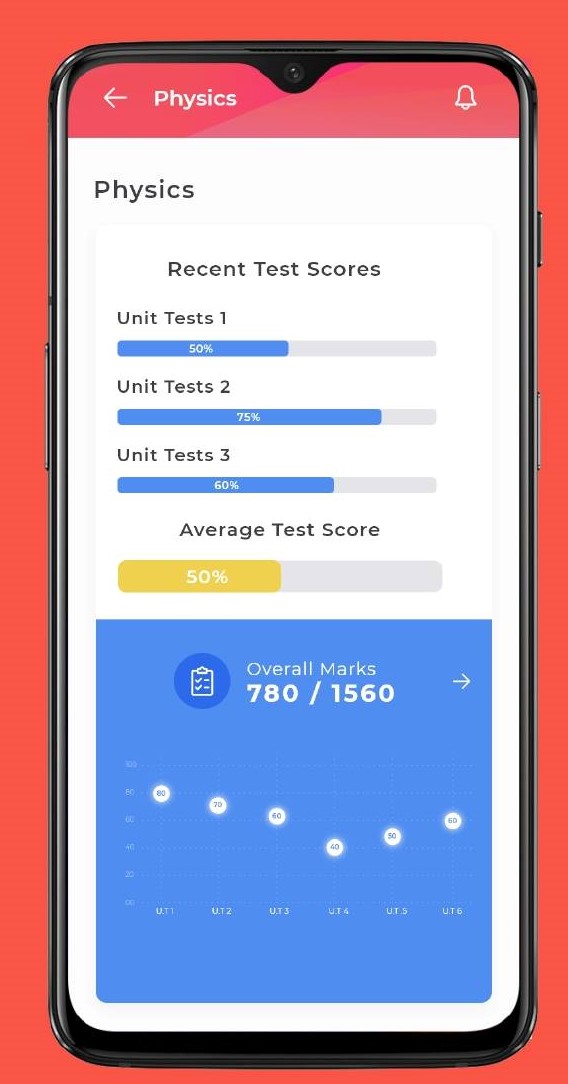 Physics
Physics
Recent Test Scores
Unit Tests 1
50%
Unit Tests 2
75%
Unit Tests 3
60%
Average Test Score
50%
Overall Marks
780 / 1560
100
80
80
70
60
60
60
50
40
40
20
00
U.T 1 U.T 2 U.T 3 U.T 4 U.T 5 U.T 6